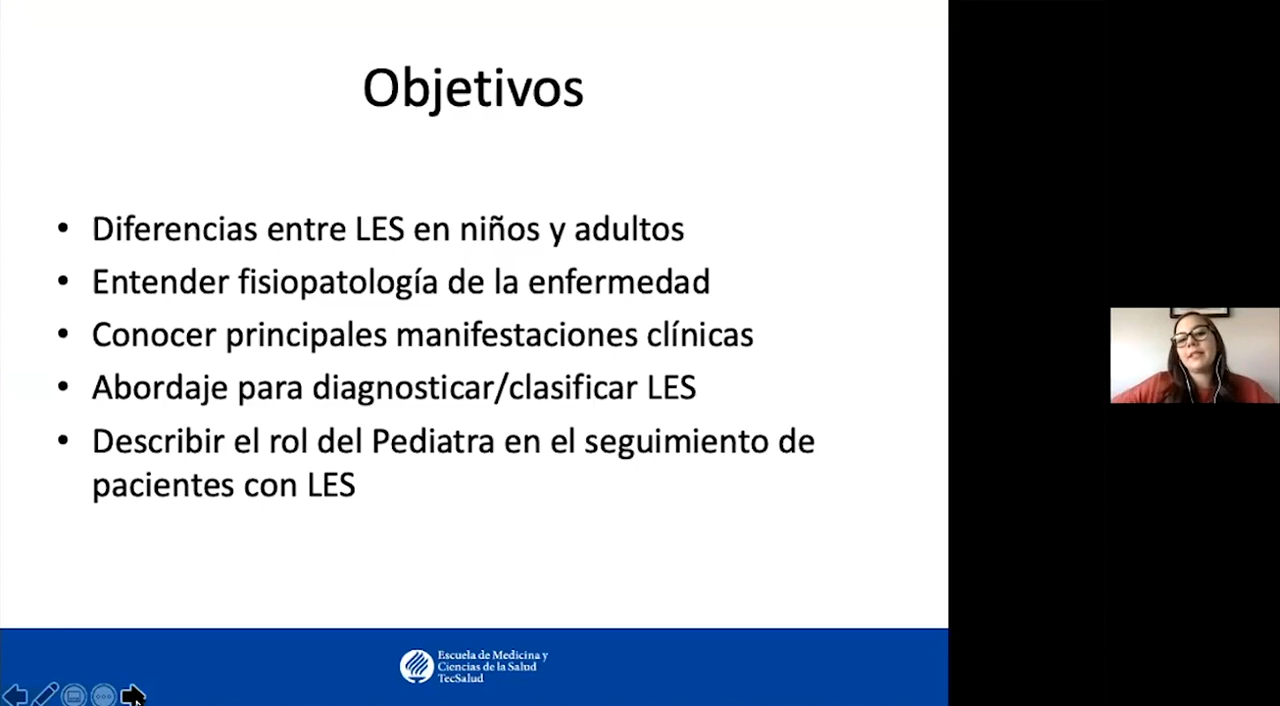 Objetivos
• Diferencias entre LES en niños y adultos
• Entender fisiopatología de la enfermedad
• Conocer principales manifestaciones clínicas
• Abordaje para diagnosticar/clasificar LES
• Describir el rol del Pediatra en el seguimiento de
pacientes con LES
Escuela de Medicina y
Ciencias de la Salud
TecSalud